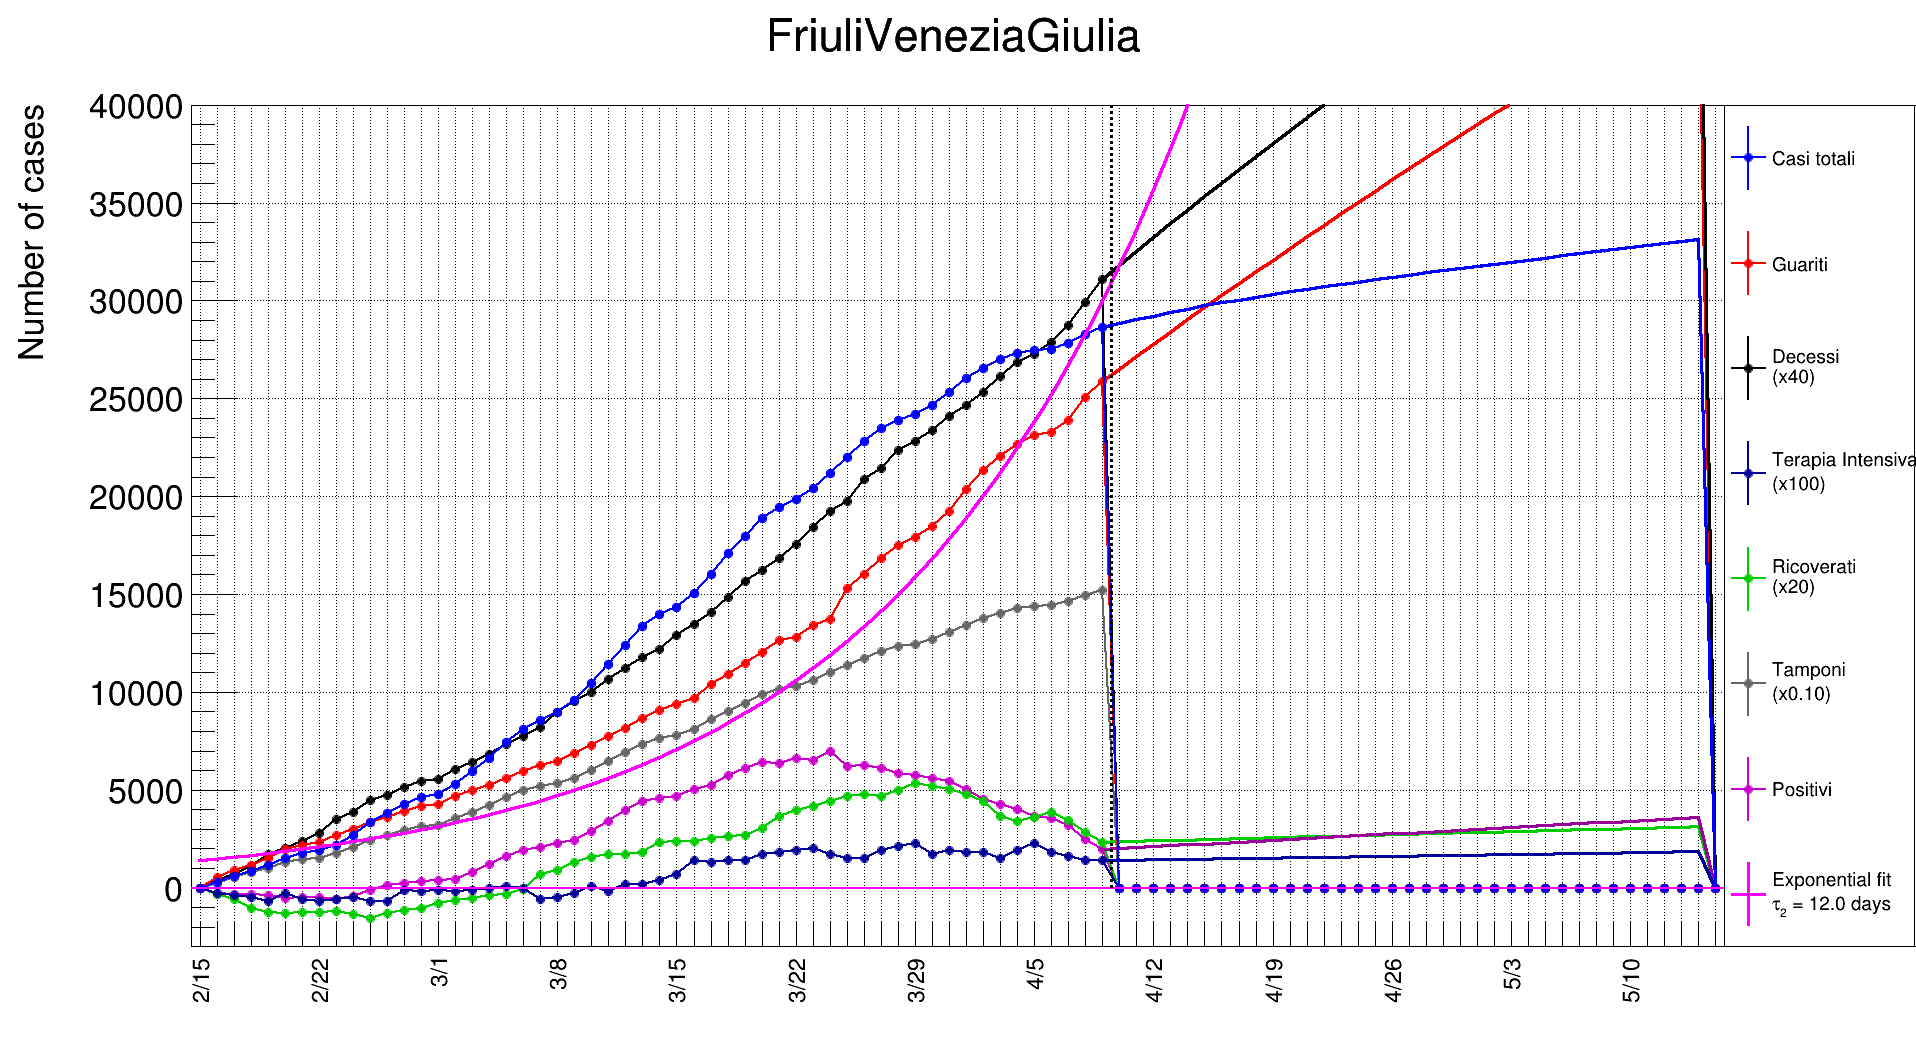 FriuliVeneziaGiulia
Number of cases
40000
35000
30000
25000
20000
15000
10000
5000
0
2/15
2/22
3/1
3/8
3/15
3/22
3/29
4/5
4/12
4/19
4/26
5/3
5/10
Casi totali
Guariti
Decessi
(x40)
Terapia Intensiva
(x100)
Ricoverati
(x20)
Tamponi
(x0.10)
Positivi
Exponential fit
τ2 = 12.0 days